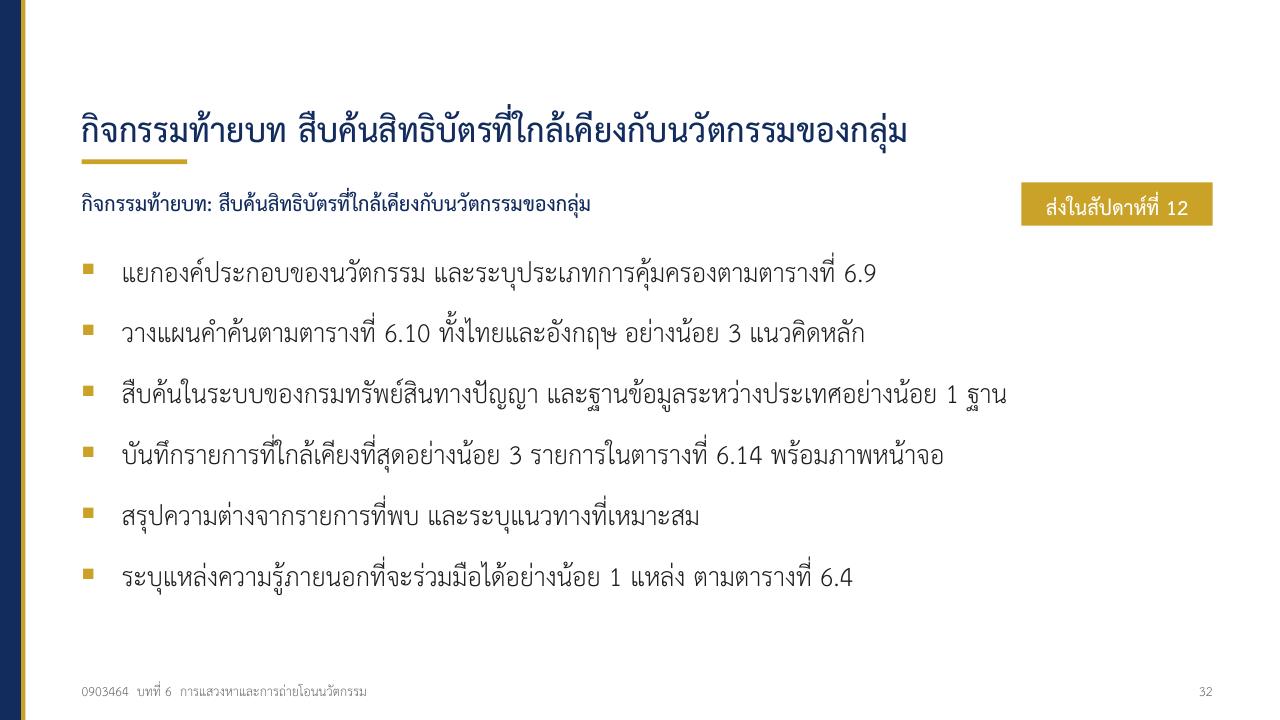 กิจกรรมท้ายบท สืบค้นสิทธิบัตรที่ใกล้เคียงกับนวัตกรรมของกลุ่ม
กิจกรรมท้ายบท: สืบค้นสิทธิบัตรที่ใกล้เคียงกับนวัตกรรมของกลุ่ม
ส่งในสัปดาห์ที่ 12
แยกองค์ประกอบของนวัตกรรม และระบุประเภทการคุ้มครองตามตารางที่ 6.9
วางแผนคำค้นตามตารางที่ 6.10 ทั้งไทยและอังกฤษ อย่างน้อย 3 แนวคิดหลัก
สืบค้นในระบบของกรมทรัพย์สินทางปัญญา และฐานข้อมูลระหว่างประเทศอย่างน้อย 1 ฐาน
บันทึกรายการที่ใกล้เคียงที่สุดอย่างน้อย 3 รายการในตารางที่ 6.14 พร้อมภาพหน้าจอ
สรุปความต่างจากรายการที่พบ และระบุแนวทางที่เหมาะสม
ระบุแหล่งความรู้ภายนอกที่จะร่วมมือได้อย่างน้อย 1 แหล่ง ตามตารางที่ 6.4
0903464 บทที่ 6 การแสวงหาและการถ่ายโอนนวัตกรรม
32